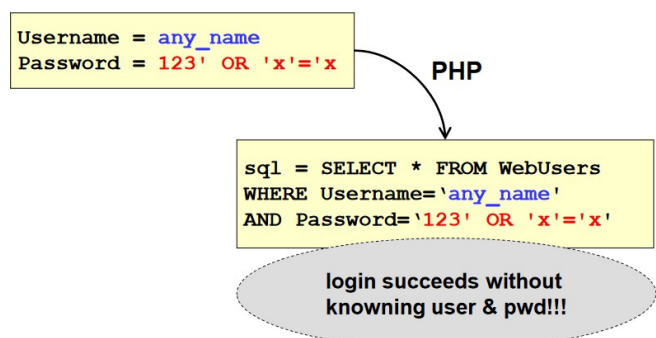 Username = any_name
Password = 123' OR 'x'='x
PHP
sql = SELECT * FROM WebUsers
WHERE Username=‘any_name'
AND Password=‘123' OR 'x'='x'
login succeeds without
knowning user & pwd!!!